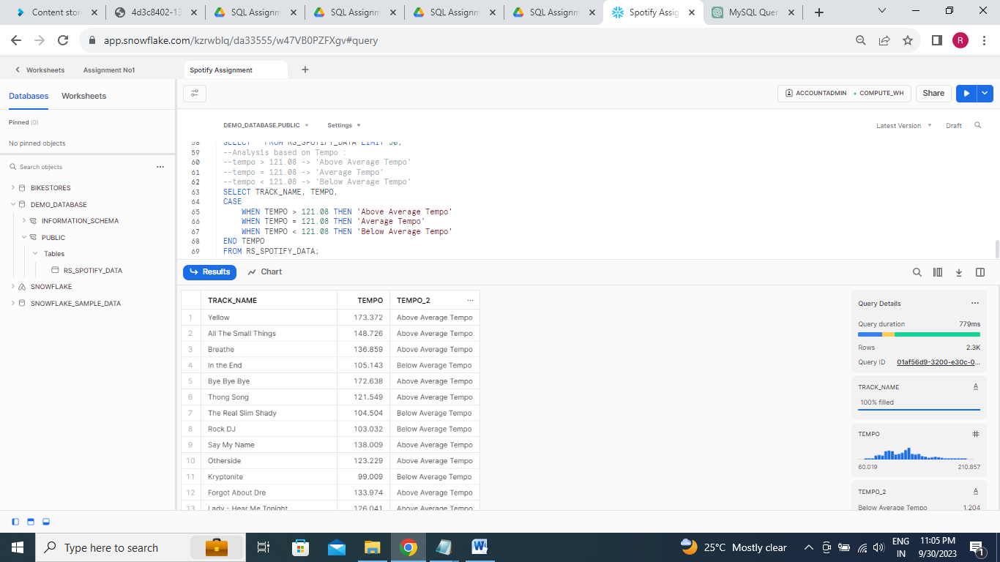 Content stor
4d3c8402-13
SQL Assignm
SQL Assignm
SQL Assignm
SQL Assignm
Spotify Assig
MySQL Quer
app.snowflake.com/kzrwblq/da33555/w47VB0PZFXgv#query
R
Worksheets
Assignment No1
Spotify Assignment
Databases
Worksheets
ACCOUNTADMIN
COMPUTE_WH
Share
Pinned (0)
No pinned objects
DEMO_DATABASE.PUBLIC
Settings
Latest Version
Draft
Search objects
BIKESTORES
DEMO_DATABASE
INFORMATION_SCHEMA
PUBLIC
Tables
RS_SPOTIFY_DATA
SNOWFLAKE
SNOWFLAKE_SAMPLE_DATA
58 SELECT * FROM RS_SPOTIFY_DATA LIMIT 50;
59 --Analysis based on Tempo :
60 --tempo > 121.08 -> 'Above Average Tempo'
61 --tempo = 121.08 -> 'Average Tempo'
62 --tempo < 121.08 -> 'Below Average Tempo'
63 SELECT TRACK_NAME, TEMPO,
64 CASE
65 WHEN TEMPO > 121.08 THEN 'Above Average Tempo'
66 WHEN TEMPO = 121.08 THEN 'Average Tempo'
67 WHEN TEMPO < 121.08 THEN 'Below Average Tempo'
68 END TEMPO
69 FROM RS_SPOTIFY_DATA;
Results
Chart
TRACK_NAME TEMPO TEMPO_2 ...
1 Yellow 173.372 Above Average Tempo
2 All The Small Things 148.726 Above Average Tempo
3 Breathe 136.859 Above Average Tempo
4 In the End 105.143 Below Average Tempo
5 Bye Bye Bye 172.638 Above Average Tempo
6 Thong Song 121.549 Above Average Tempo
7 The Real Slim Shady 104.504 Below Average Tempo
8 Rock DJ 103.032 Below Average Tempo
9 Say My Name 138.009 Above Average Tempo
10 Otherside 123.229 Above Average Tempo
11 Kryptonite 99.009 Below Average Tempo
12 Forgot About Dre 133.974 Above Average Tempo
13 Lady - Hear Me Tonight 126.041 Above Average Tempo
Query Details
Query duration 779ms
Rows 2.3K
Query ID 01af56d9-3200-e30c-0...
TRACK_NAME A
100% filled
TEMPO #
60.019 210.857
TEMPO_2 A
Below Average Tempo 1,204
Type here to search
25°C Mostly clear
ENG
IN
11:05 PM
9/30/2023
1